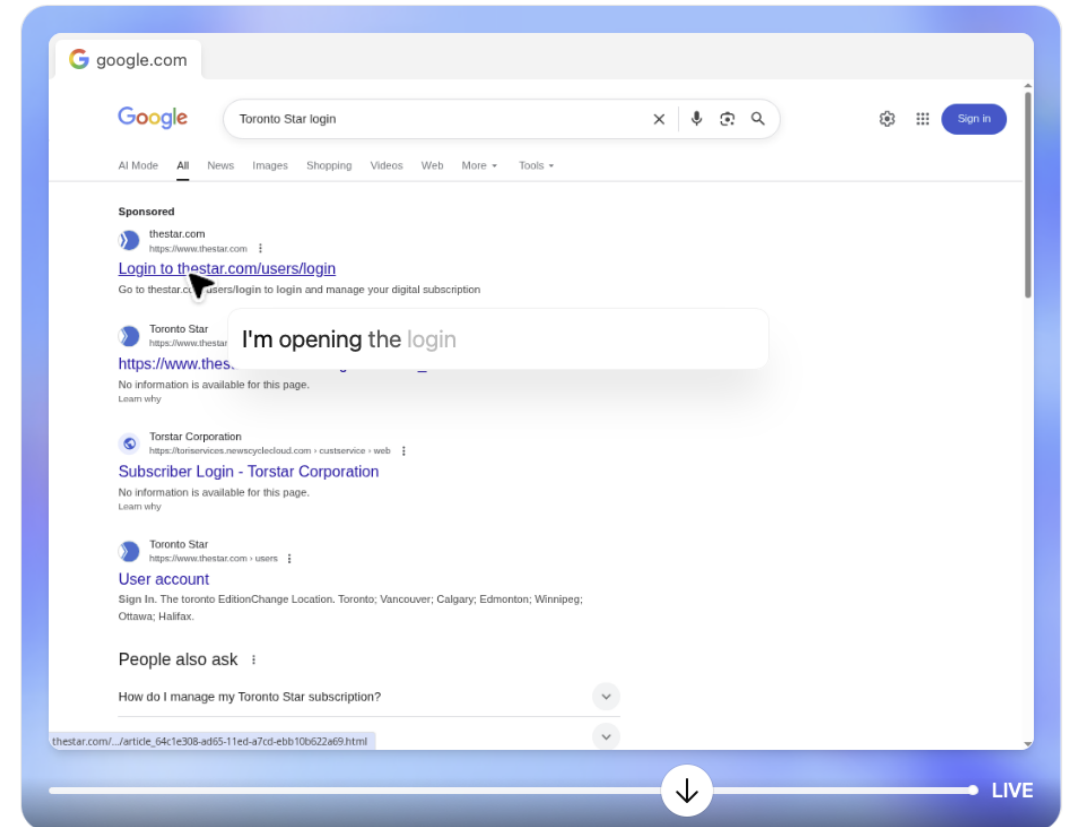 google.com
Google
Toronto Star login
Sign in
AI Mode All News Images Shopping Videos Web More Tools
Sponsored
thestar.com
https://www.thestar.com
Login to thestar.com/users/login
Go to thestar.c users/login to login and manage your digital subscription
Toronto Star
https://www.thestar
I'm opening the login
https://www.thes
No information is available for this page.
Learn why
Torstar Corporation
https://toriservices.newscyclecloud.com › custservice › web
Subscriber Login - Torstar Corporation
No information is available for this page.
Learn why
Toronto Star
https://www.thestar.com › users
User account
Sign In. The toronto EditionChange Location. Toronto; Vancouver; Calgary; Edmonton; Winnipeg;
Ottawa; Halifax.
People also ask
How do I manage my Toronto Star subscription?
thestar.com/.../article_64c1e308-ad65-11ed-a7cd-ebb10b622a69.html
LIVE